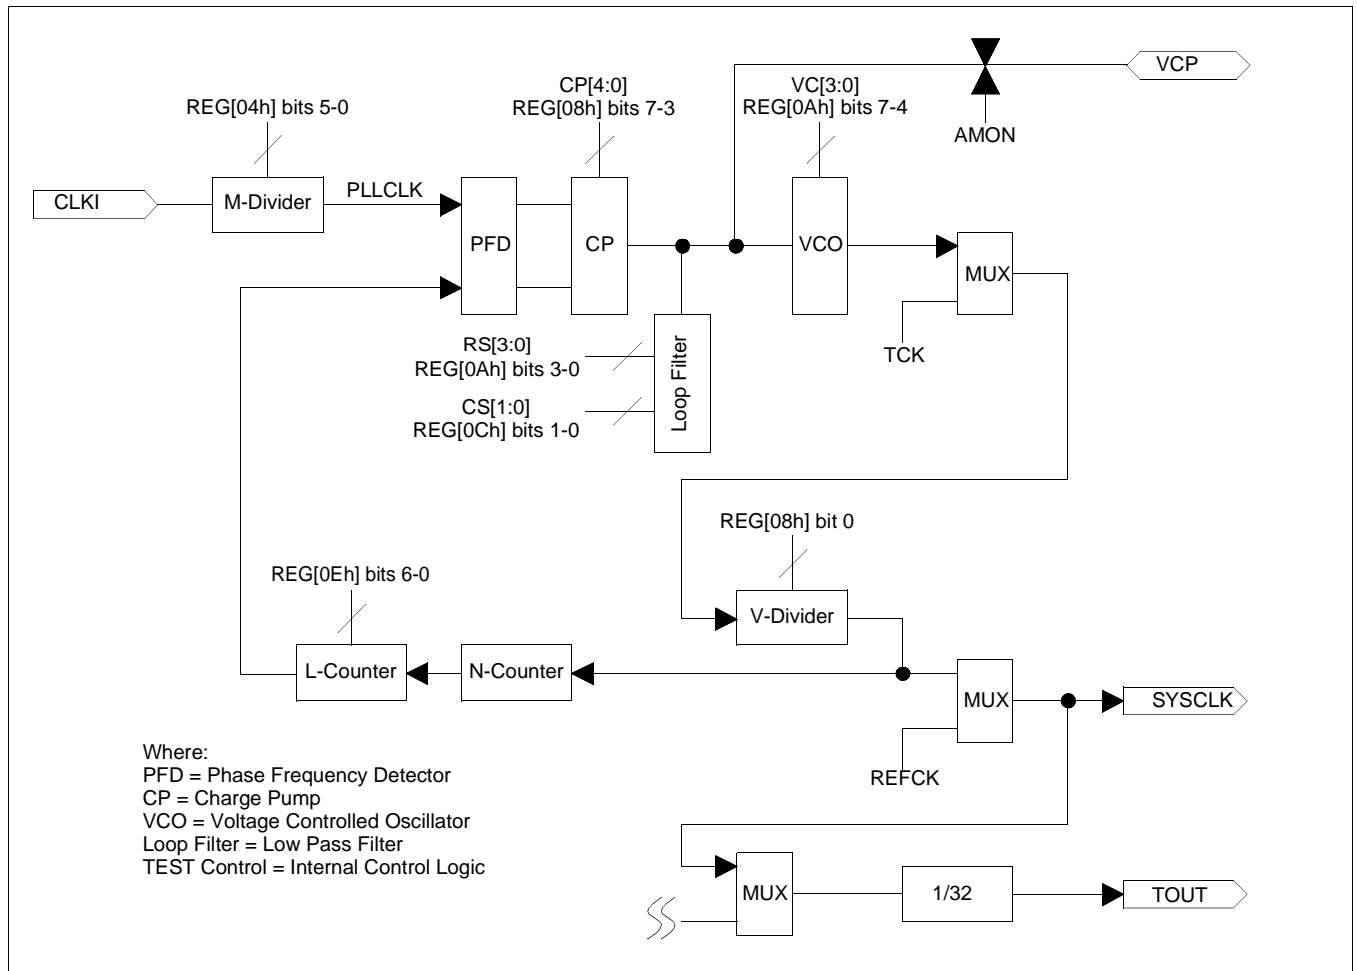 CP[4:0]
REG[08h] bits 7-3
VC[3:0]
REG[0Ah] bits 7-4
VCP
REG[04h] bits 5-0
AMON
CLKI
M-Divider
PLLCLK
PFD
CP
VCO
MUX
TCK
RS[3:0]
REG[0Ah] bits 3-0
CS[1:0]
REG[0Ch] bits 1-0
Loop Filter
REG[08h] bit 0
V-Divider
REG[0Eh] bits 6-0
L-Counter
N-Counter
MUX
SYSCLK
REFCK
Where:
PFD = Phase Frequency Detector
CP = Charge Pump
VCO = Voltage Controlled Oscillator
Loop Filter = Low Pass Filter
TEST Control = Internal Control Logic
MUX
1/32
TOUT